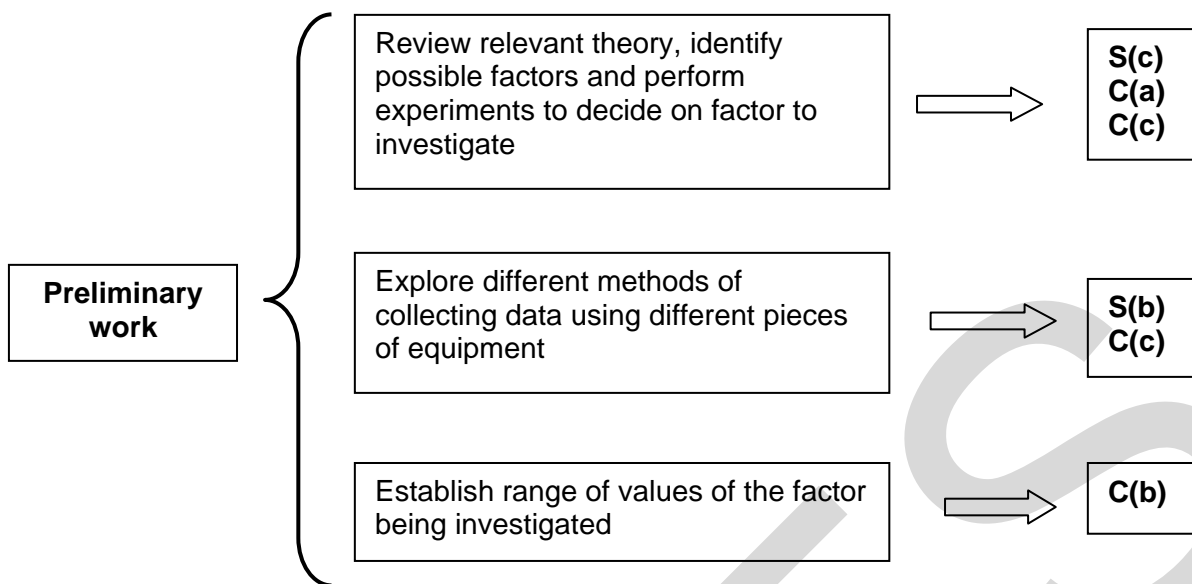 Review relevant theory, identify
possible factors and perform
experiments to decide on factor to
investigate
S(c)
C(a)
C(c)
Preliminary
work
Explore different methods of
collecting data using different pieces
of equipment
S(b)
C(c)
Establish range of values of the factor
being investigated
C(b)